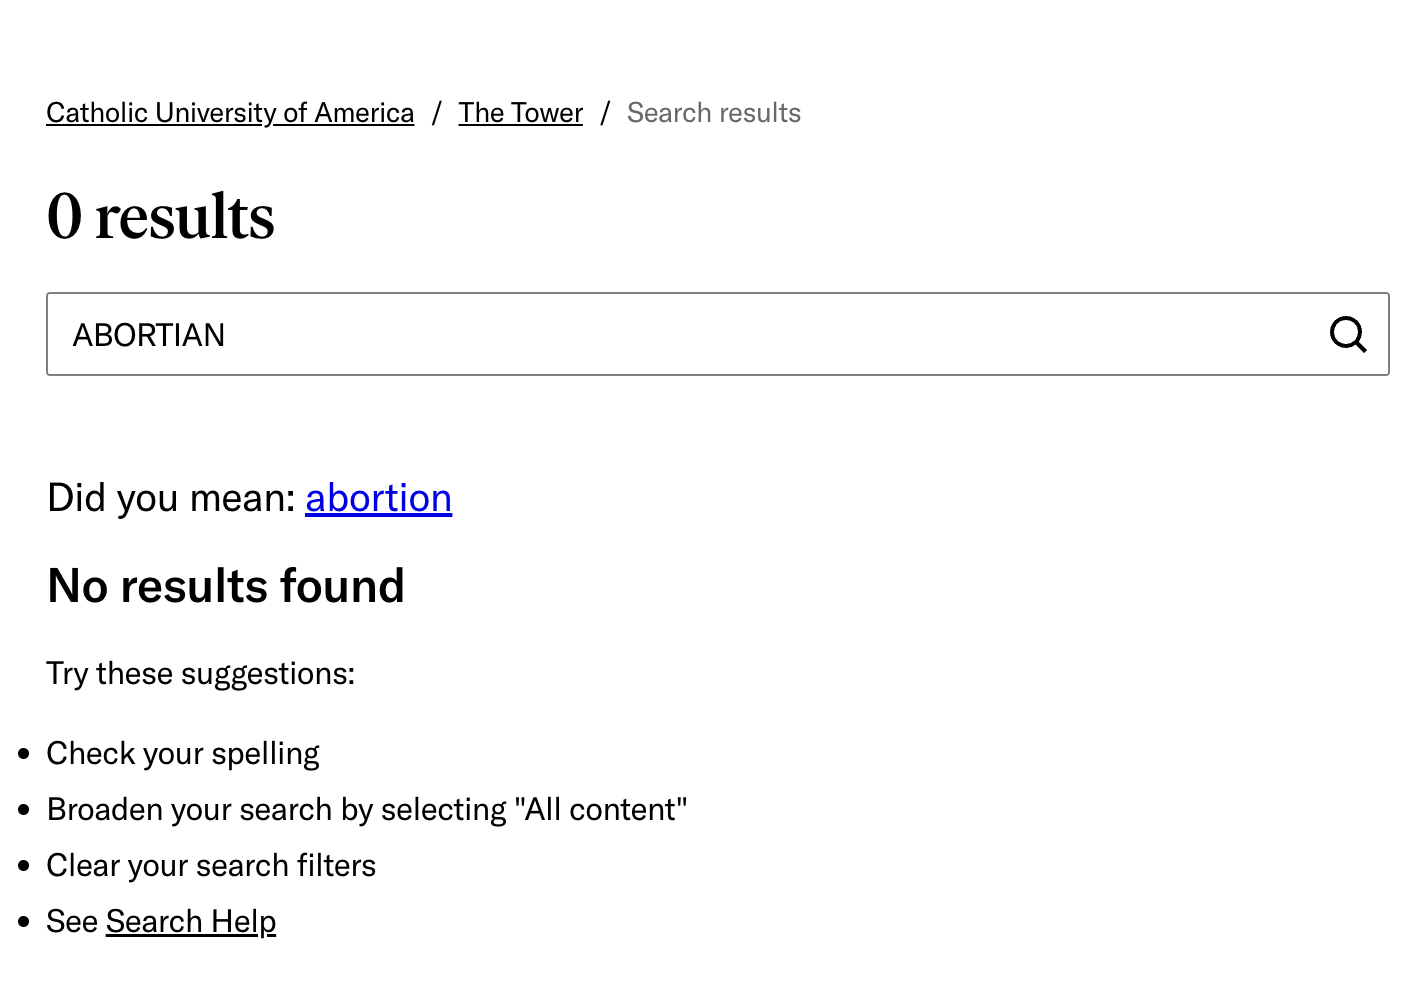 Catholic University of America / The Tower / Search results
0 results
ABORTIAN
Did you mean: abortion
No results found
Try these suggestions:
• Check your spelling
• Broaden your search by selecting "All content"
• Clear your search filters
• See Search Help